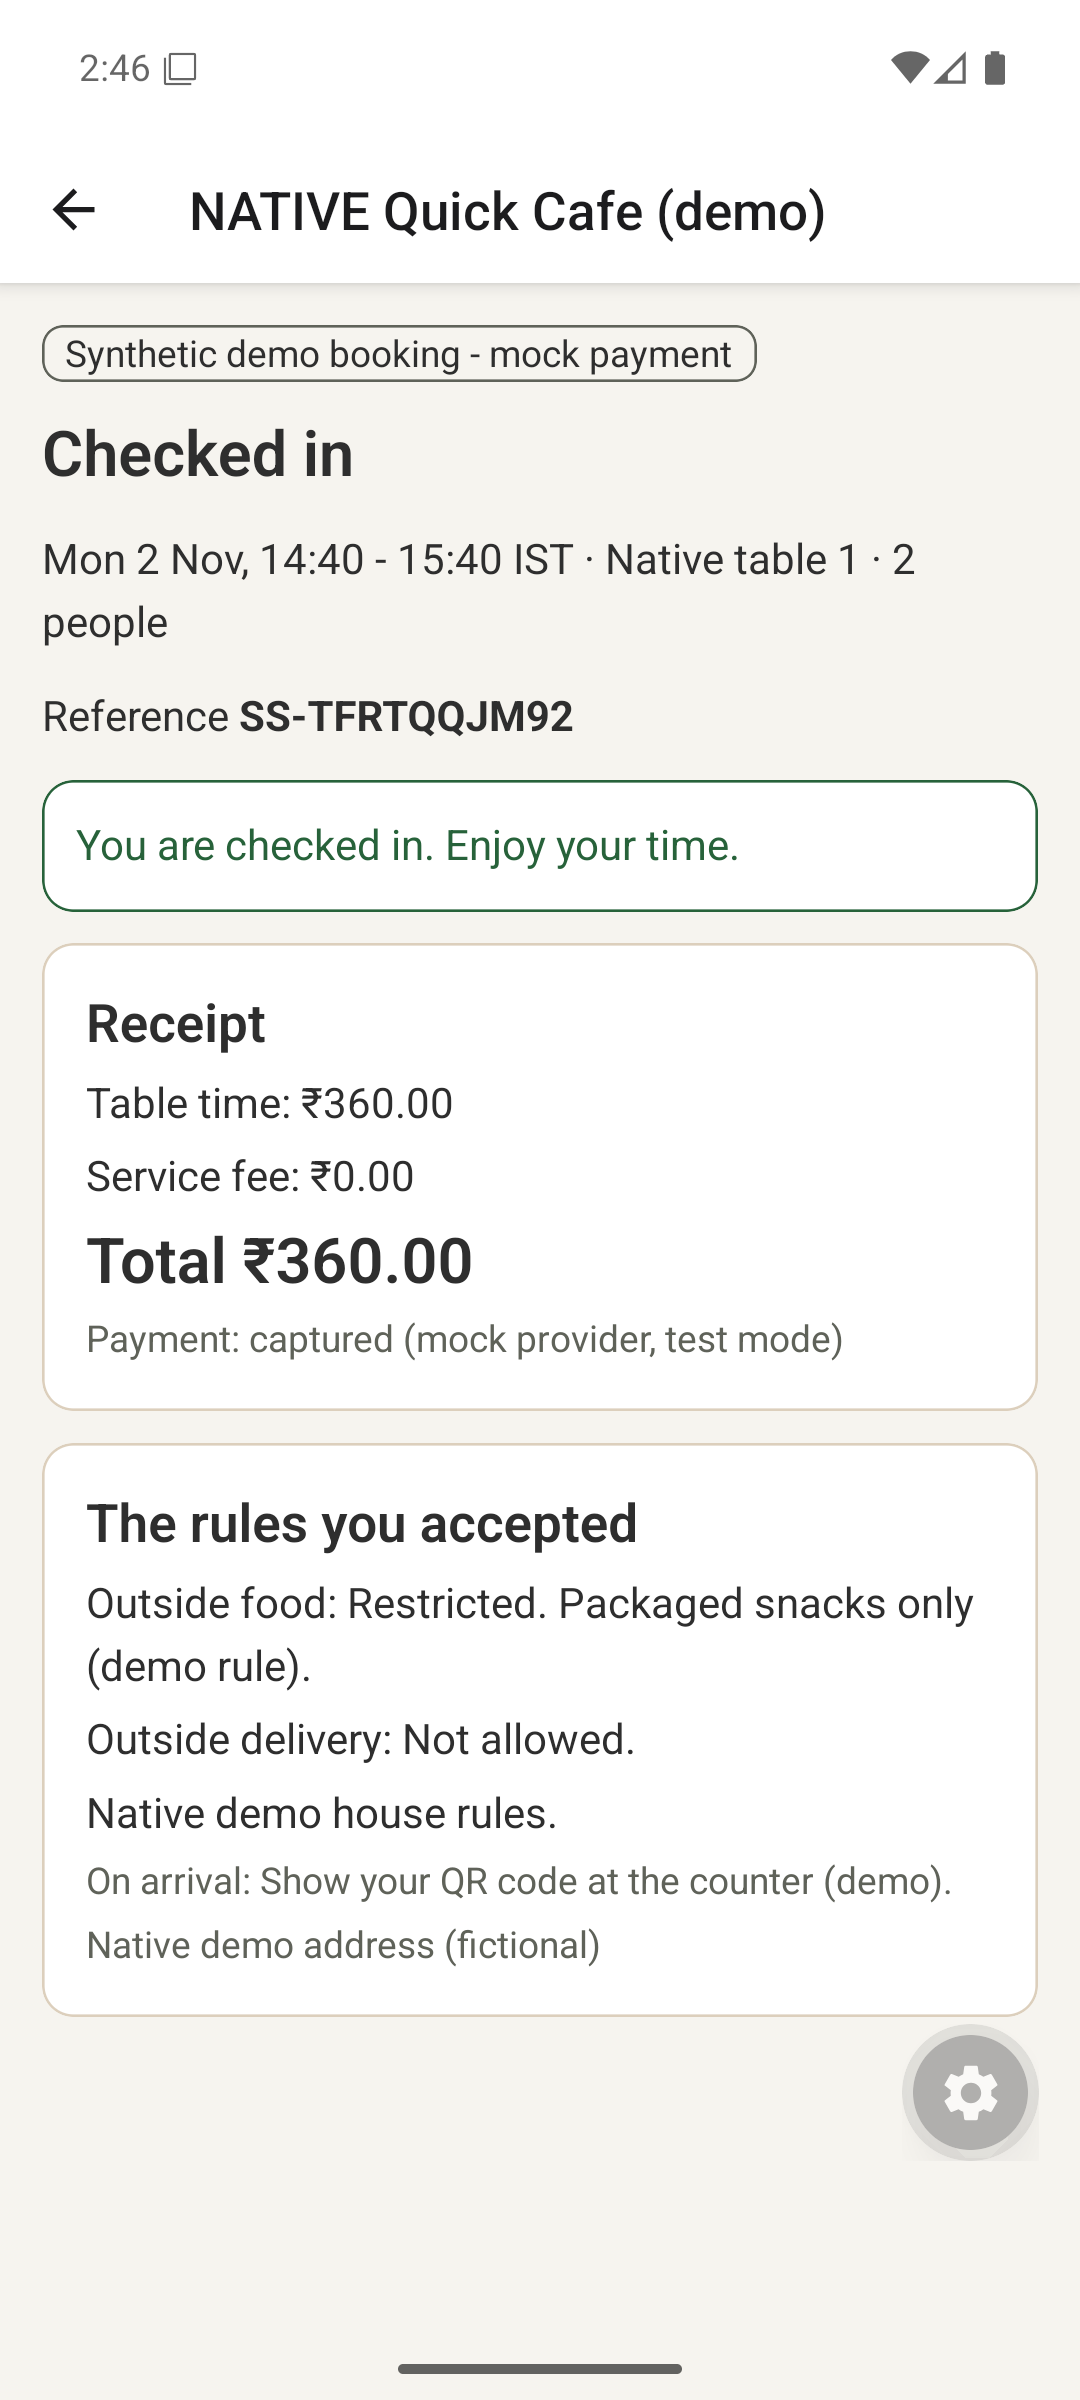 2:46
NATIVE Quick Cafe (demo)
Synthetic demo booking - mock payment
Checked in
Mon 2 Nov, 14:40 - 15:40 IST · Native table 1 · 2
people
Reference SS-TFRTQQJM92
You are checked in. Enjoy your time.
Receipt
Table time: ₹360.00
Service fee: ₹0.00
Total ₹360.00
Payment: captured (mock provider, test mode)
The rules you accepted
Outside food: Restricted. Packaged snacks only
(demo rule).
Outside delivery: Not allowed.
Native demo house rules.
On arrival: Show your QR code at the counter (demo).
Native demo address (fictional)